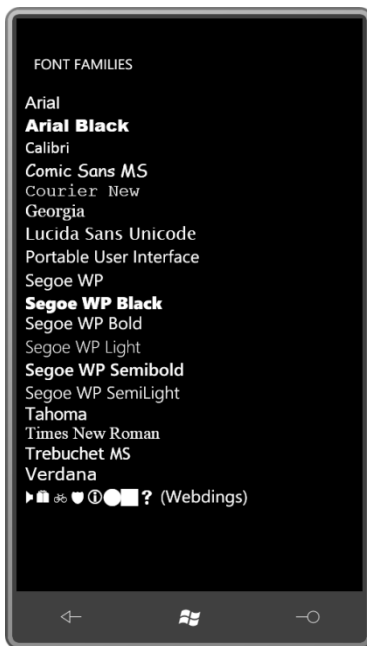 FONT FAMILIES
Arial
Arial Black
Calibri
Comic Sans MS
Courier New
Georgia
Lucida Sans Unicode
Portable User Interface
Segoe WP
Segoe WP Black
Segoe WP Bold
Segoe WP Light
Segoe WP Semibold
Segoe WP SemiLight
Tahoma
Times New Roman
Trebuchet MS
Verdana
? (Webdings)